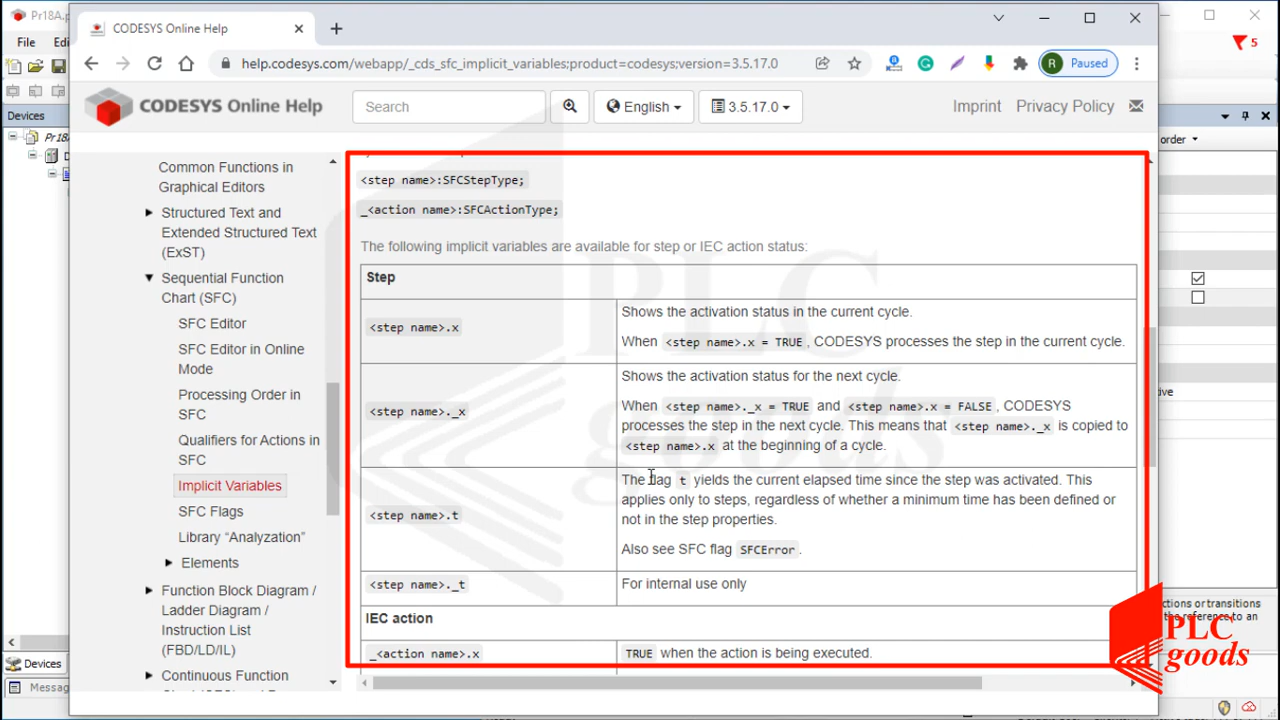 Pr18A.p
CODESYS Online Help
File
Edi
5
help.codesys.com/webapp/_cds_sfc_implicit_variables;product=codesys;version=3.5.17.0
R Paused
CODESYS Online Help
Search
English
3.5.17.0
Imprint
Privacy Policy
Devices
Pr18
D
order
Common Functions in
Graphical Editors
Structured Text and
Extended Structured Text
(ExST)
Sequential Function
Chart (SFC)
SFC Editor
SFC Editor in Online
Mode
Processing Order in
SFC
Qualifiers for Actions in
SFC
Implicit Variables
SFC Flags
Library “Analyzation”
Elements
Function Block Diagram /
Ladder Diagram /
Instruction List
(FBD/LD/IL)
Continuous Function
<step name>:SFCStepType;
_<action name>:SFCActionType;
The following implicit variables are available for step or IEC action status:
Step
<step name>.x
Shows the activation status in the current cycle.
When <step name>.x = TRUE, CODESYS processes the step in the current cycle.
<step name>._x
Shows the activation status for the next cycle.
When <step name>._x = TRUE and <step name>.x = FALSE, CODESYS
processes the step in the next cycle. This means that <step name>._x is copied to
<step name>.x at the beginning of a cycle.
<step name>.t
The flag t yields the current elapsed time since the step was activated. This
applies only to steps, regardless of whether a minimum time has been defined or
not in the step properties.
Also see SFC flag SFCError.
<step name>._t
For internal use only
IEC action
_<action name>.x
TRUE when the action is being executed.
tive
ctions or transitions
reference to an
Devices
Messag
PLC
goods
PLC
goods